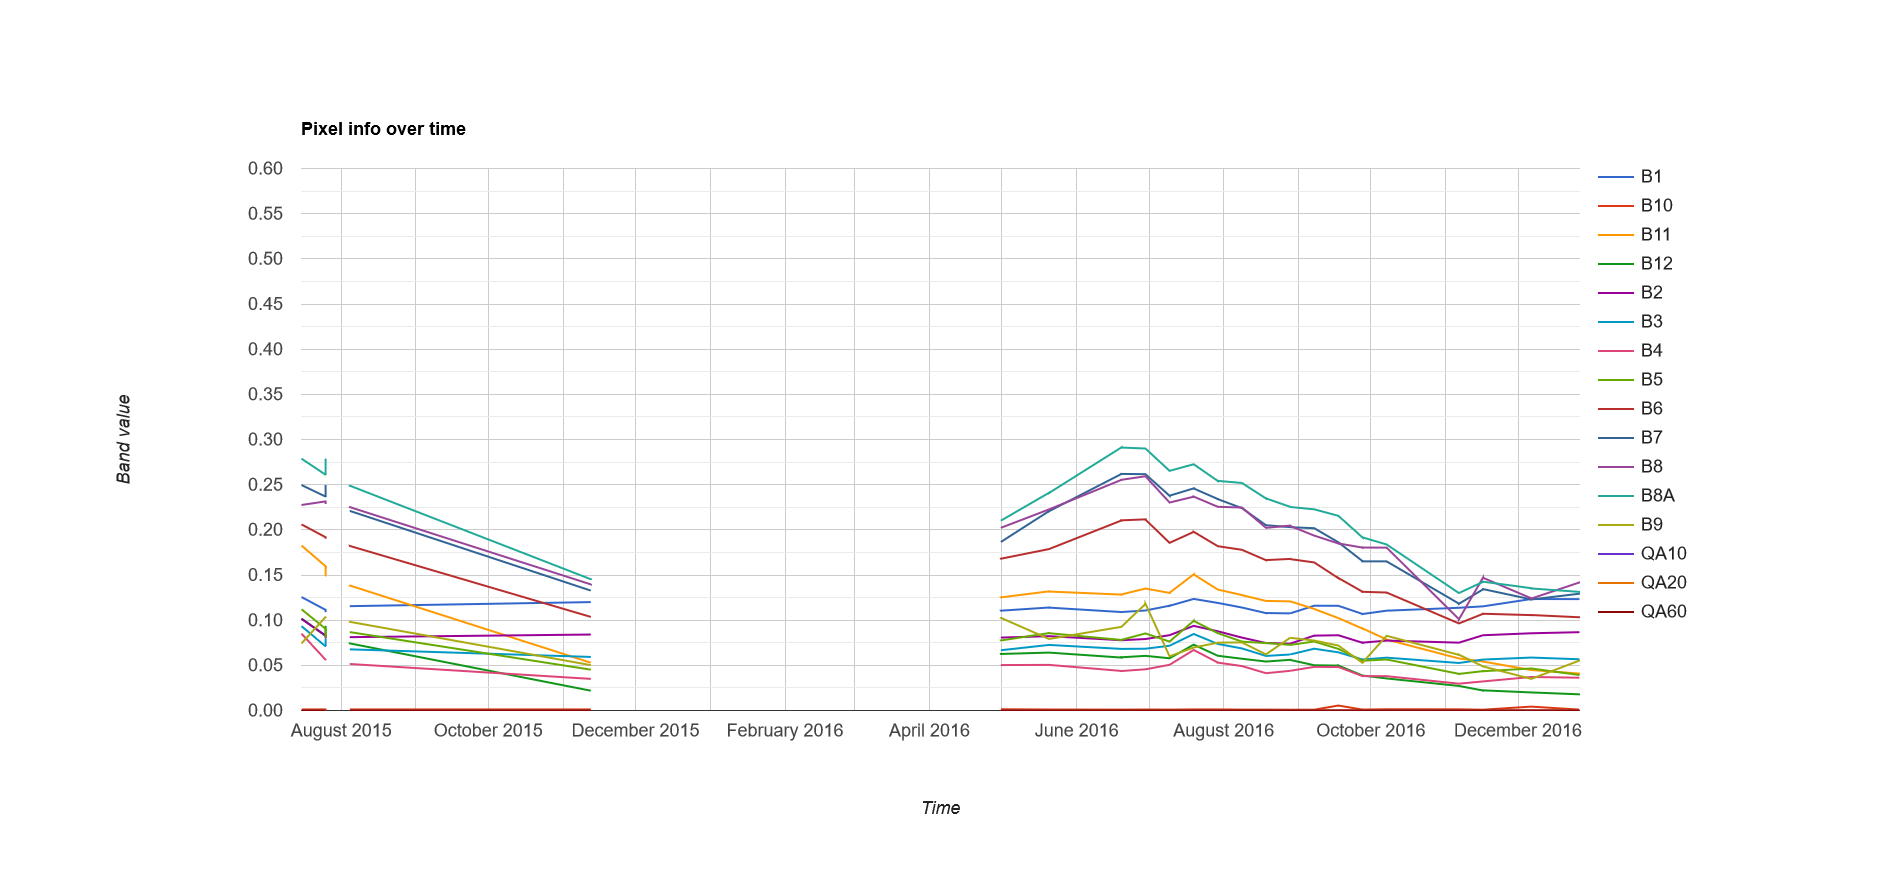 Pixel info over time
0.60
0.55
0.50
0.45
0.40
0.35
0.30
0.25
0.20
0.15
0.10
0.05
0.00
Band value
August 2015
October 2015
December 2015
February 2016
April 2016
June 2016
August 2016
October 2016
December 2016
Time
B1
B10
B11
B12
B2
B3
B4
B5
B6
B7
B8
B8A
B9
QA10
QA20
QA60